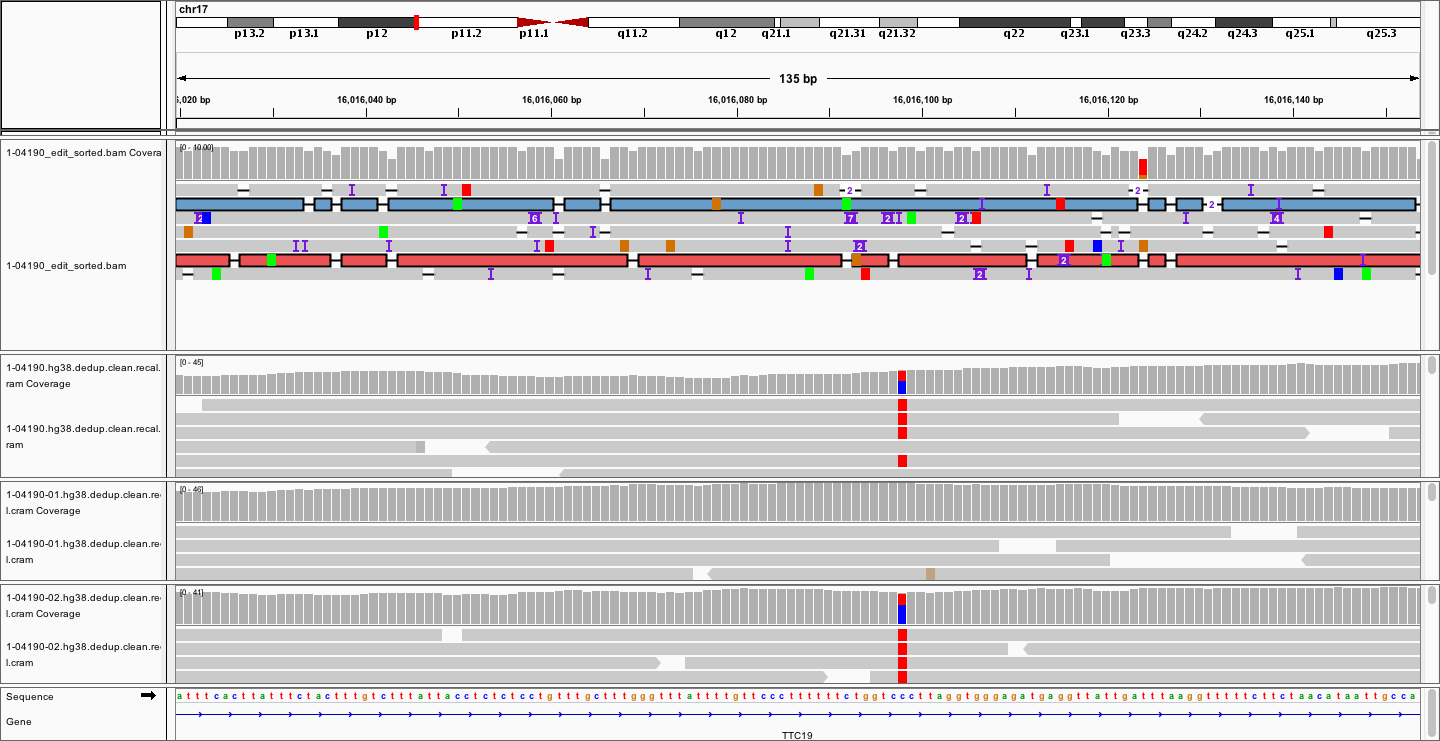 chr17
p13.2 p13.1 p12 p11.2 p11.1 q11.2 q12 q21.1 q21.31 q21.32 q22 q23.1 q23.3 q24.2 q24.3 q25.1 q25.3
135 bp
,020 bp 16,016,040 bp 16,016,060 bp 16,016,080 bp 16,016,100 bp 16,016,120 bp 16,016,140 bp
1-04190_edit_sorted.bam Covera
[0 - 10.00]
2 2
2
2 6 7 2 2 4
2
1-04190_edit_sorted.bam
2
2
1-04190.hg38.dedup.clean.recal.
ram Coverage
[0 - 45]
1-04190.hg38.dedup.clean.recal.
ram
1-04190-01.hg38.dedup.clean.re
l.cram Coverage
[0 - 46]
1-04190-01.hg38.dedup.clean.re
l.cram
1-04190-02.hg38.dedup.clean.re
l.cram Coverage
[0 - 41]
1-04190-02.hg38.dedup.clean.re
l.cram
Sequence
a t t t c a c t t a t t t c t a c t t t g t c t t t a t t a c c t c t c t c c t g t t t g c t t t g g g t t t a t t t t g t t c c c t t t t t t c t g g t c c c t t a g g t g g g a g a t g a g g t t a t t g a t t t a a g g t t t t t c t t c t a a c a t a a t t g c c a
Gene
TTC19